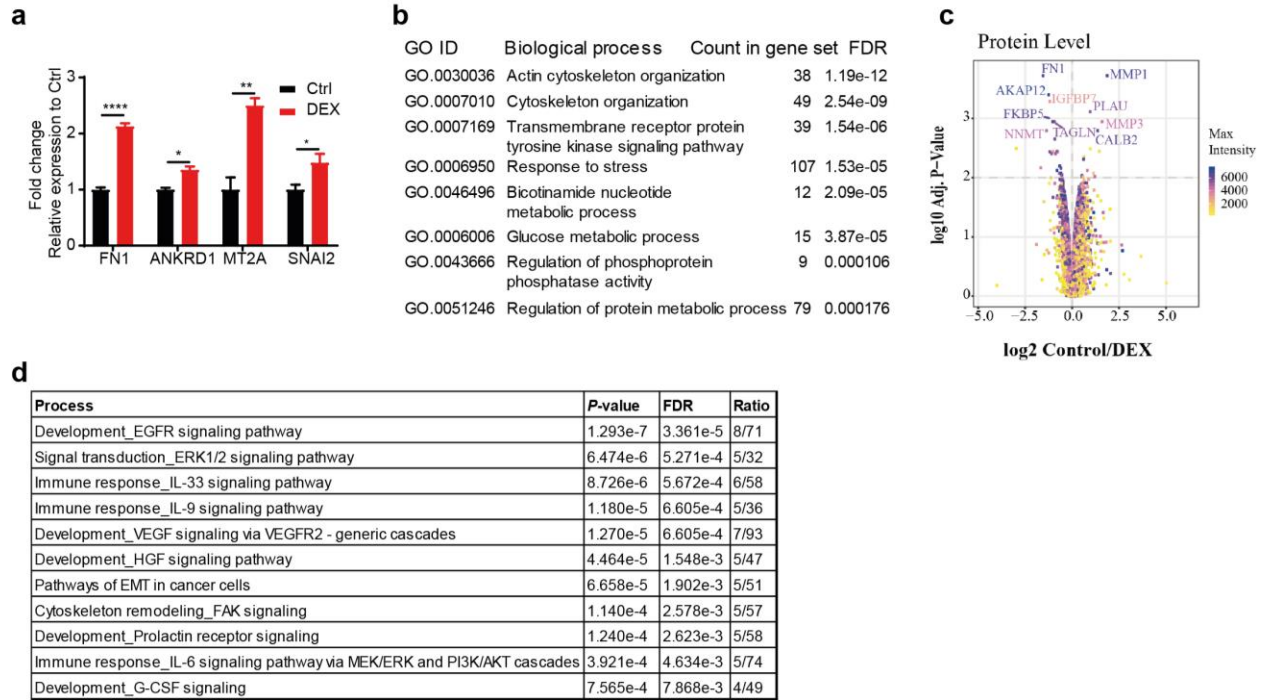 a
Fold change
Relative expression to Ctrl
3
2
1
0
****
*
**
*
Ctrl
DEX
FN1 ANKRD1 MT2A SNAI2
b
GO ID Biological process Count in gene set FDR
GO.0030036 Actin cytoskeleton organization 38 1.19e-12
GO.0007010 Cytoskeleton organization 49 2.54e-09
GO.0007169 Transmembrane receptor protein 39 1.54e-06
tyrosine kinase signaling pathway
GO.0006950 Response to stress 107 1.53e-05
GO.0046496 Bicotinamide nucleotide 12 2.09e-05
metabolic process
GO.0006006 Glucose metabolic process 15 3.87e-05
GO.0043666 Regulation of phosphoprotein 9 0.000106
phosphatase activity
GO.0051246 Regulation of protein metabolic process 79 0.000176
c
Protein Level
log10 Adj. P-Value
3
2
1
0
FN1 MMP1
AKAP12 IGFBP7
PLAU
FKBP5 MMP3
NNMT TAGLN
CALB2
−5.0 −2.5 0.0 2.5 5.0
log2 Control/DEX
Max
Intensity
6000
4000
2000
d
Process P-value FDR Ratio
Development_EGFR signaling pathway 1.293e-7 3.361e-5 8/71
Signal transduction_ERK1/2 signaling pathway 6.474e-6 5.271e-4 5/32
Immune response_IL-33 signaling pathway 8.726e-6 5.672e-4 6/58
Immune response_IL-9 signaling pathway 1.180e-5 6.605e-4 5/36
Development_VEGF signaling via VEGFR2 - generic cascades 1.270e-5 6.605e-4 7/93
Development_HGF signaling pathway 4.464e-5 1.548e-3 5/47
Pathways of EMT in cancer cells 6.658e-5 1.902e-3 5/51
Cytoskeleton remodeling_FAK signaling 1.140e-4 2.578e-3 5/57
Development_Prolactin receptor signaling 1.240e-4 2.623e-3 5/58
Immune response_IL-6 signaling pathway via MEK/ERK and PI3K/AKT cascades 3.921e-4 4.634e-3 5/74
Development_G-CSF signaling 7.565e-4 7.868e-3 4/49